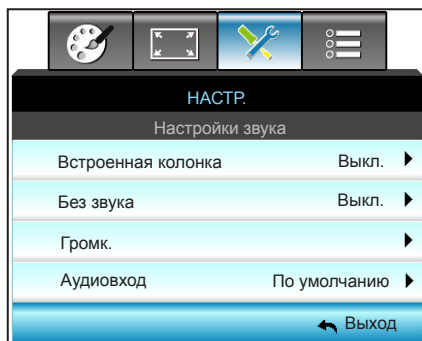 НАСТР.
Настройки звука
Встроенная колонка Выкл.
Без звука Выкл.
Громк.
Аудиовход По умолчанию
Выход